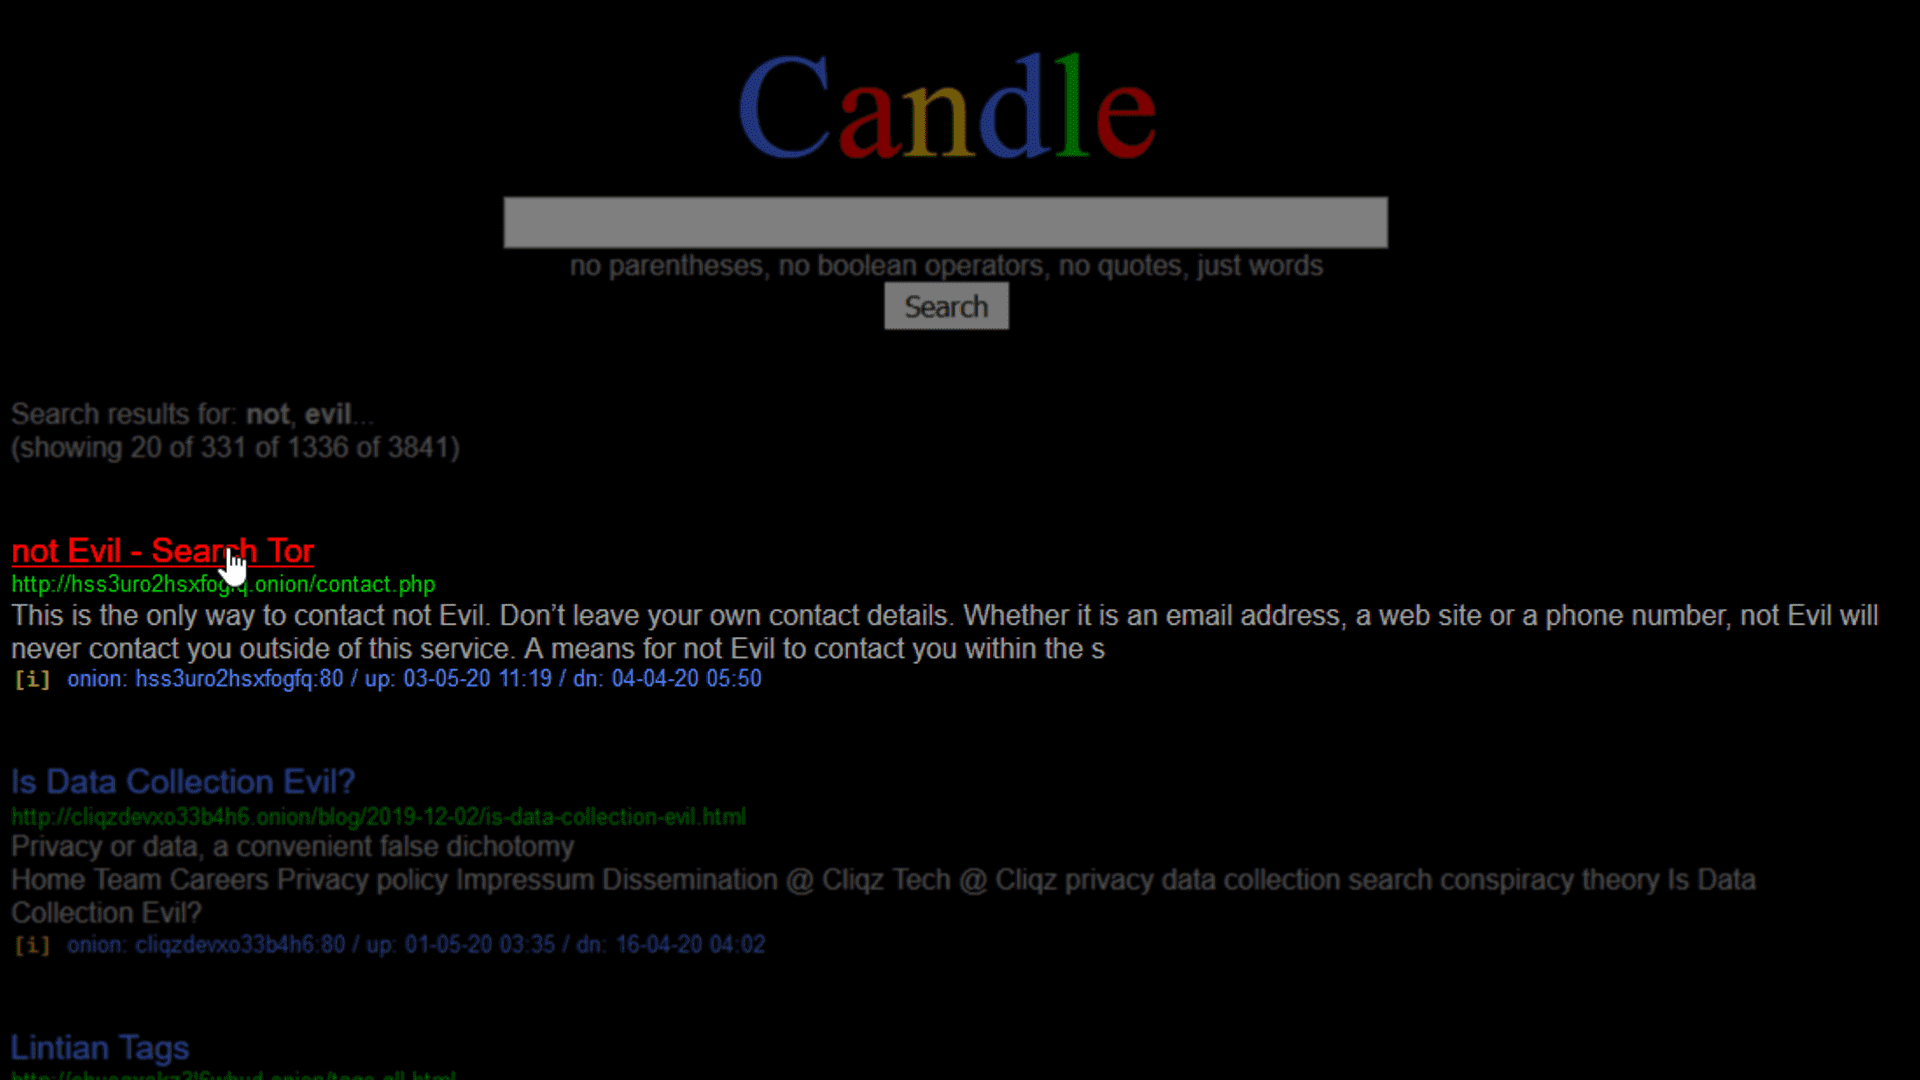 Candle
no parentheses, no boolean operators, no quotes, just words
Search
Search results for: not, evil...
(showing 20 of 331 of 1336 of 3841)
not Evil - Search Tor
http://hss3uro2hsxfogfq.onion/contact.php
This is the only way to contact not Evil. Don’t leave your own contact details. Whether it is an email address, a web site or a phone number, not Evil will
never contact you outside of this service. A means for not Evil to contact you within the s
[i] onion: hss3uro2hsxfogfq:80 / up: 03-05-20 11:19 / dn: 04-04-20 05:50
Is Data Collection Evil?
http://cliqzdevxo33b4h6.onion/blog/2019-12-02/is-data-collection-evil.html
Privacy or data, a convenient false dichotomy
Home Team Careers Privacy policy Impressum Dissemination @ Cliqz Tech @ Cliqz privacy data collection search conspiracy theory Is Data
Collection Evil?
[i] onion: cliqzdevxo33b4h6:80 / up: 01-05-20 03:35 / dn: 16-04-20 04:02
Lintian Tags